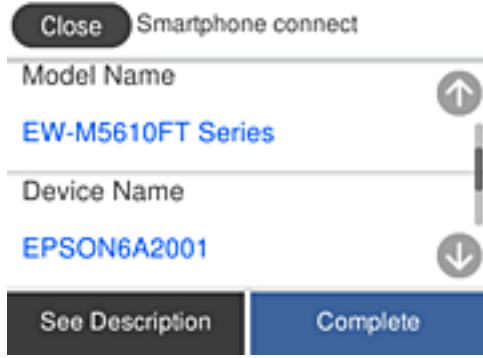 Close Smartphone connect
Model Name
EW-M5610FT Series
Device Name
EPSON6A2001
See Description Complete